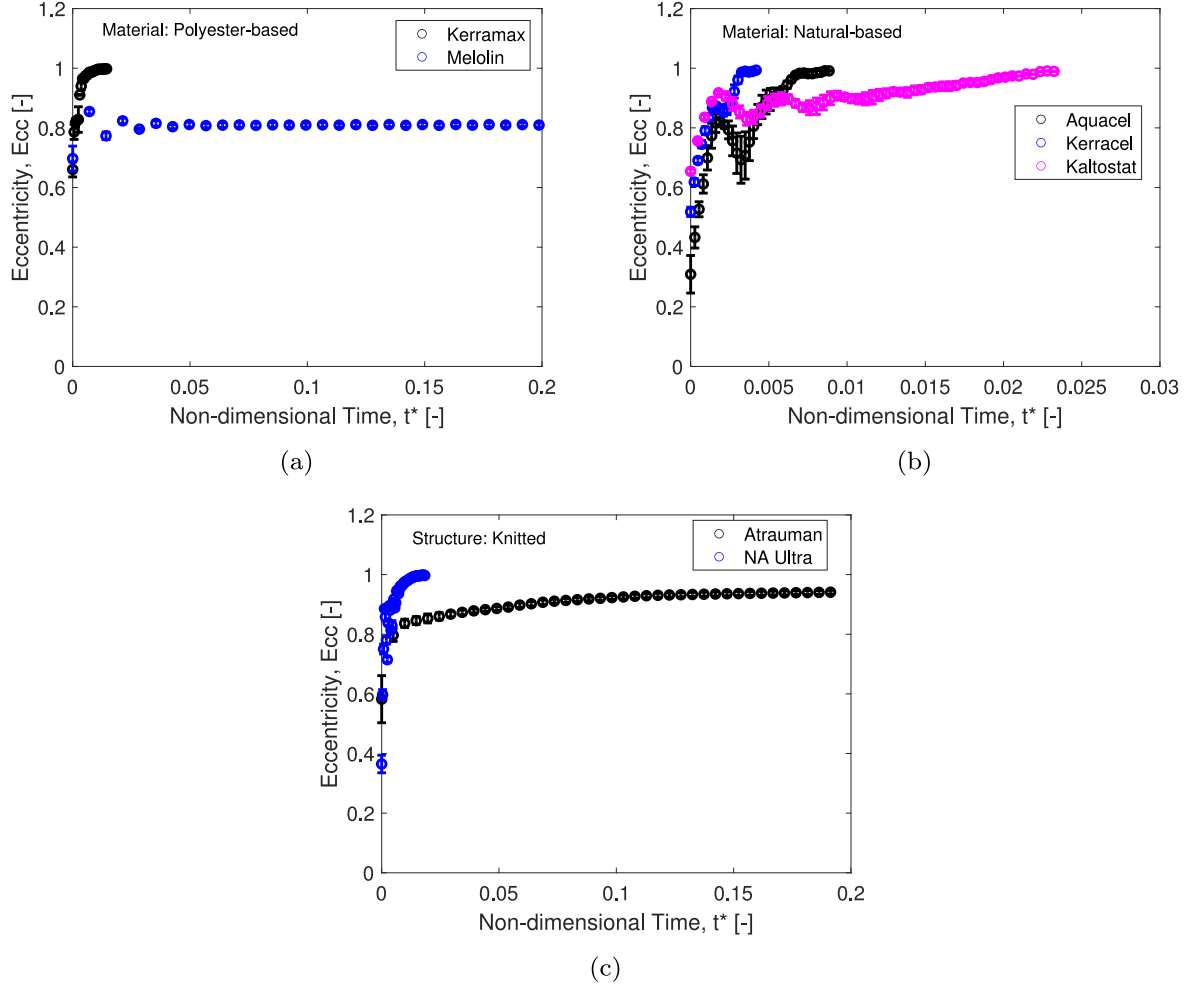 Material: Polyester-based
Kerramax
Melolin
Eccentricity, Ecc [-]
1.2
1
0.8
0.6
0.4
0.2
0
0 0.05 0.1 0.15 0.2
Non-dimensional Time, t* [-]
(a)
Material: Natural-based
Aquacel
Kerracel
Kaltostat
Eccentricity, Ecc [-]
1.2
1
0.8
0.6
0.4
0.2
0
0 0.005 0.01 0.015 0.02 0.025 0.03
Non-dimensional Time, t* [-]
(b)
Structure: Knitted
Atrauman
NA Ultra
Eccentricity, Ecc [-]
1.2
1
0.8
0.6
0.4
0.2
0
0 0.05 0.1 0.15 0.2
Non-dimensional Time, t* [-]
(c)